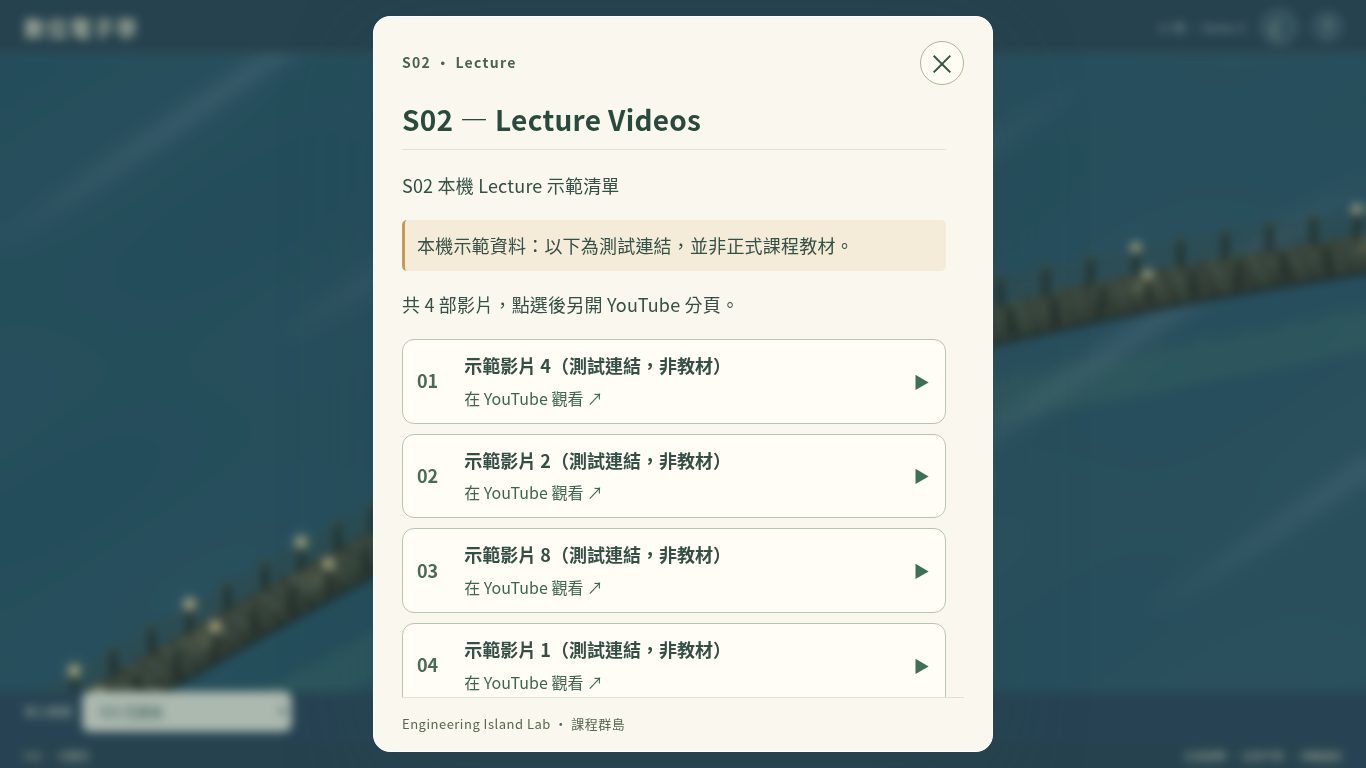 數位電子學
S02 • Lecture
S02 — Lecture Videos
S02 本機 Lecture 示範清單
本機示範資料：以下為測試連結，並非正式課程教材。
共 4 部影片，點選後另開 YouTube 分頁。
01
示範影片 4（測試連結，非教材）
在 YouTube 觀看 ↗
02
示範影片 2（測試連結，非教材）
在 YouTube 觀看 ↗
03
示範影片 8（測試連結，非教材）
在 YouTube 觀看 ↗
04
示範影片 1（測試連結，非教材）
在 YouTube 觀看 ↗
Engineering Island Lab • 課程群島